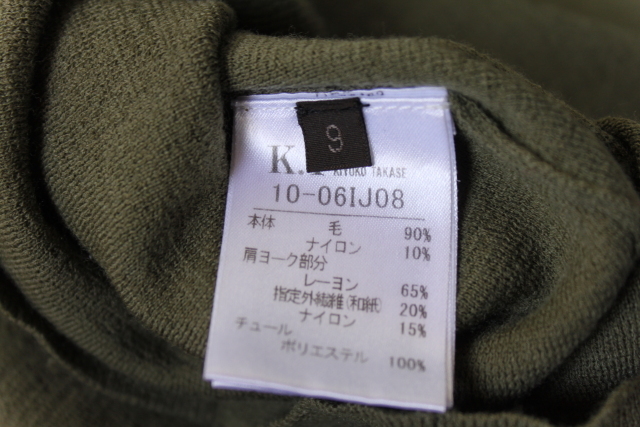 9
K. KIYOKO TAKASE
10-06IJ08
本体 毛 90%
ナイロン 10%
肩ヨーク部分
レーヨン 65%
指定外繊維(和紙) 20%
ナイロン 15%
チュール
ポリエステル 100%